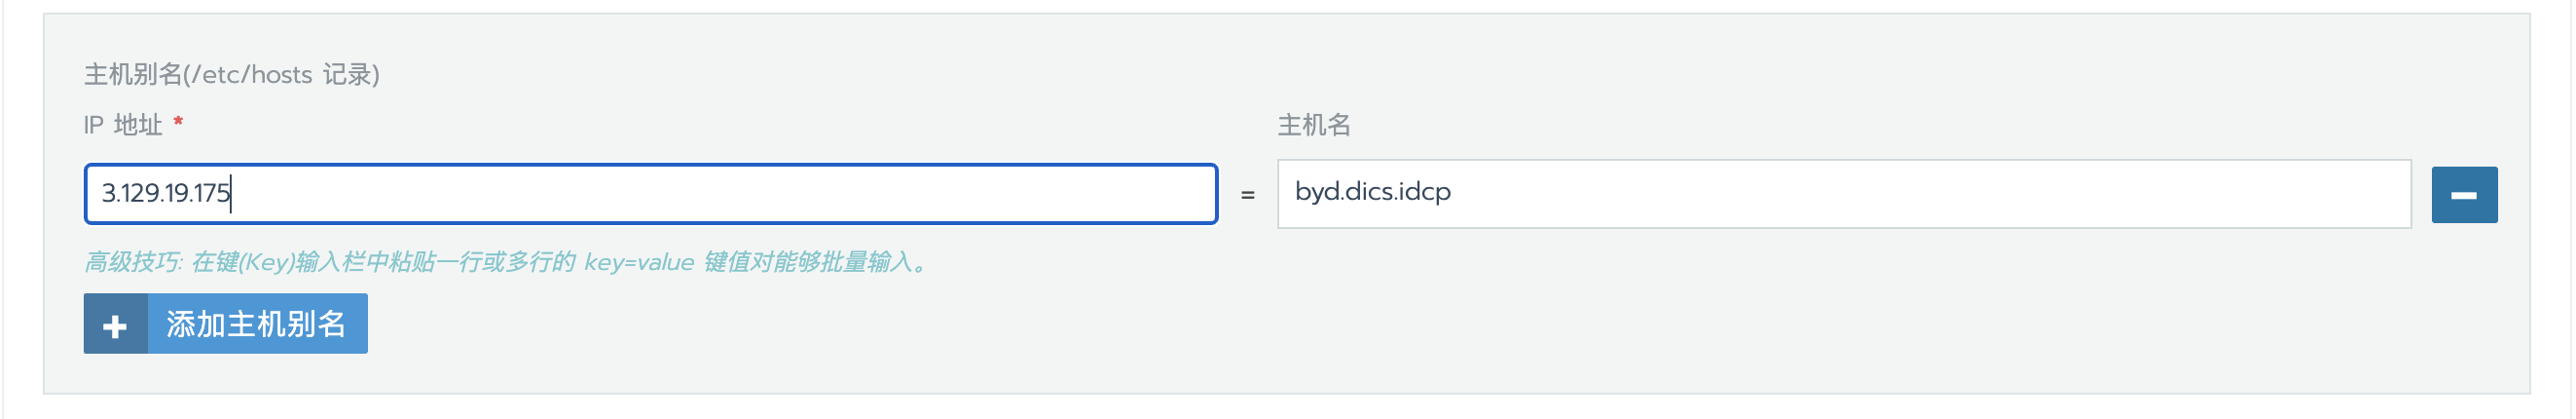 主机别名(/etc/hosts 记录)
IP 地址 *
主机名
3.129.19.175
=
byd.dics.idcp
高级技巧: 在键(Key)输入栏中粘贴一行或多行的 key=value 键值对能够批量输入。
添加主机别名